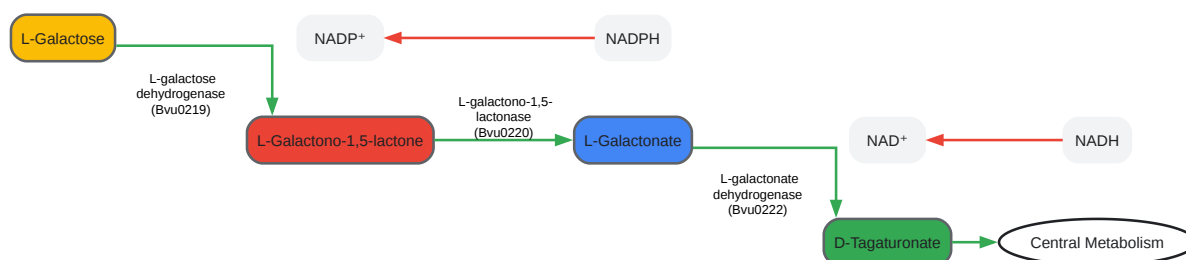 L-Galactose
NADP⁺
NADPH
L-galactose
dehydrogenase
(Bvu0219)
L-galactono-1,5-
lactonase
(Bvu0220)
L-Galactono-1,5-lactone
L-Galactonate
NAD⁺
NADH
L-galactonate
dehydrogenase
(Bvu0222)
D-Tagaturonate
Central Metabolism